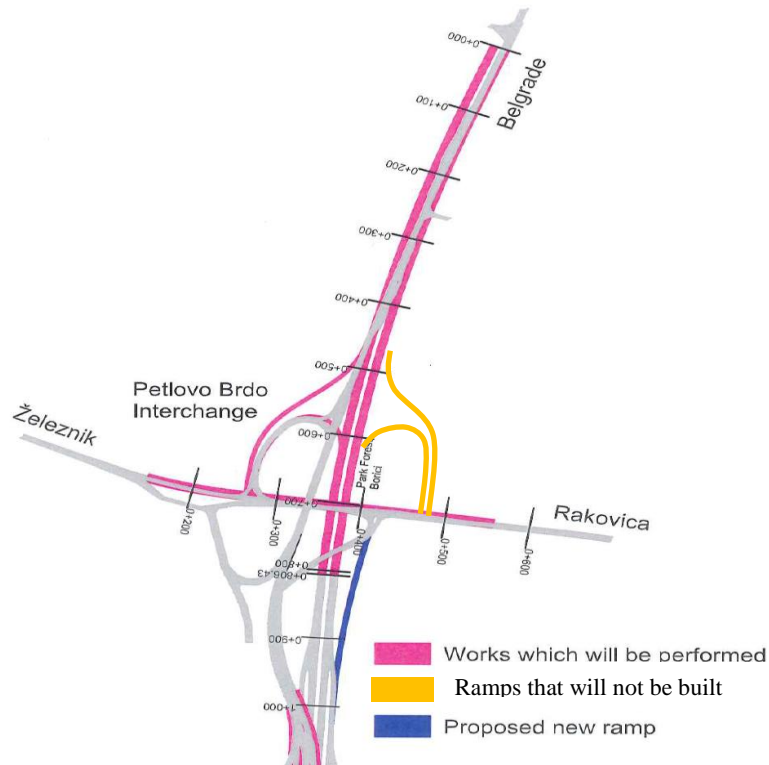 0+000
Belgrade
0+100
0+200
0+300
0+400
0+500
Petlovo Brdo
Interchange
Železnik
0+600
Park Forest
Borici
0+700
0+200
0+300
0+400
0+500
0+600
Rakovica
0+800
0+806.43
0+900
1+000
Works which will be performed
Ramps that will not be built
Proposed new ramp